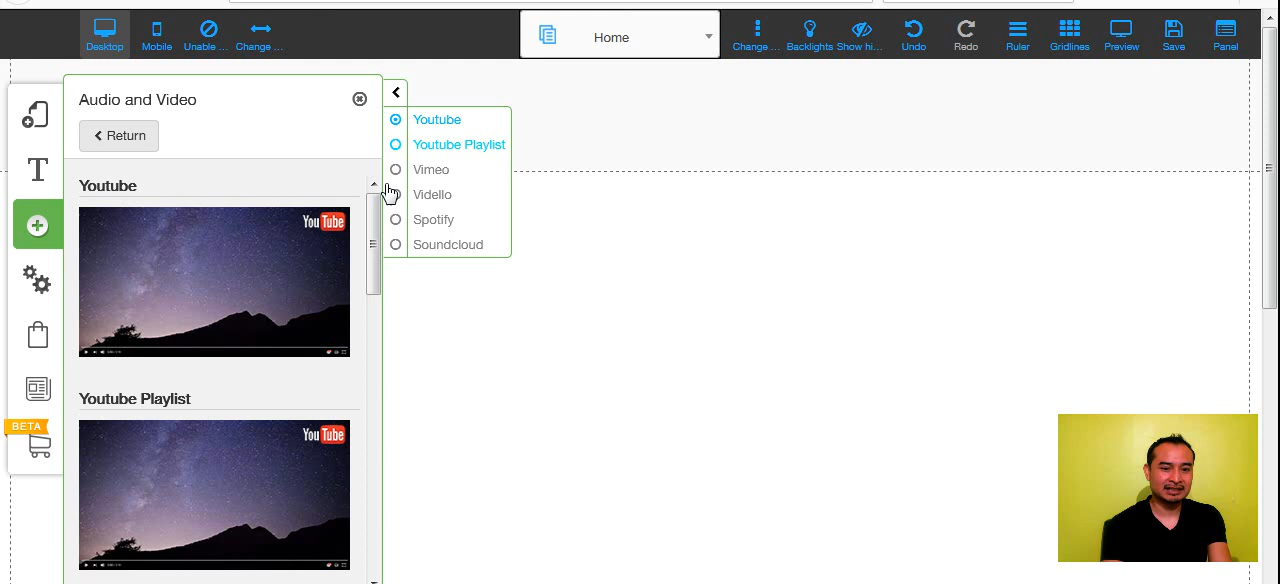 Desktop
Mobile
Unable ...
Change ...
Home
Change ...
Backlights
Show hi...
Undo
Redo
Ruler
Gridlines
Preview
Save
Panel
Audio and Video
Return
Youtube
Youtube Playlist
Vimeo
Vidello
Spotify
Soundcloud
Youtube
YouTube
Youtube Playlist
YouTube
BETA